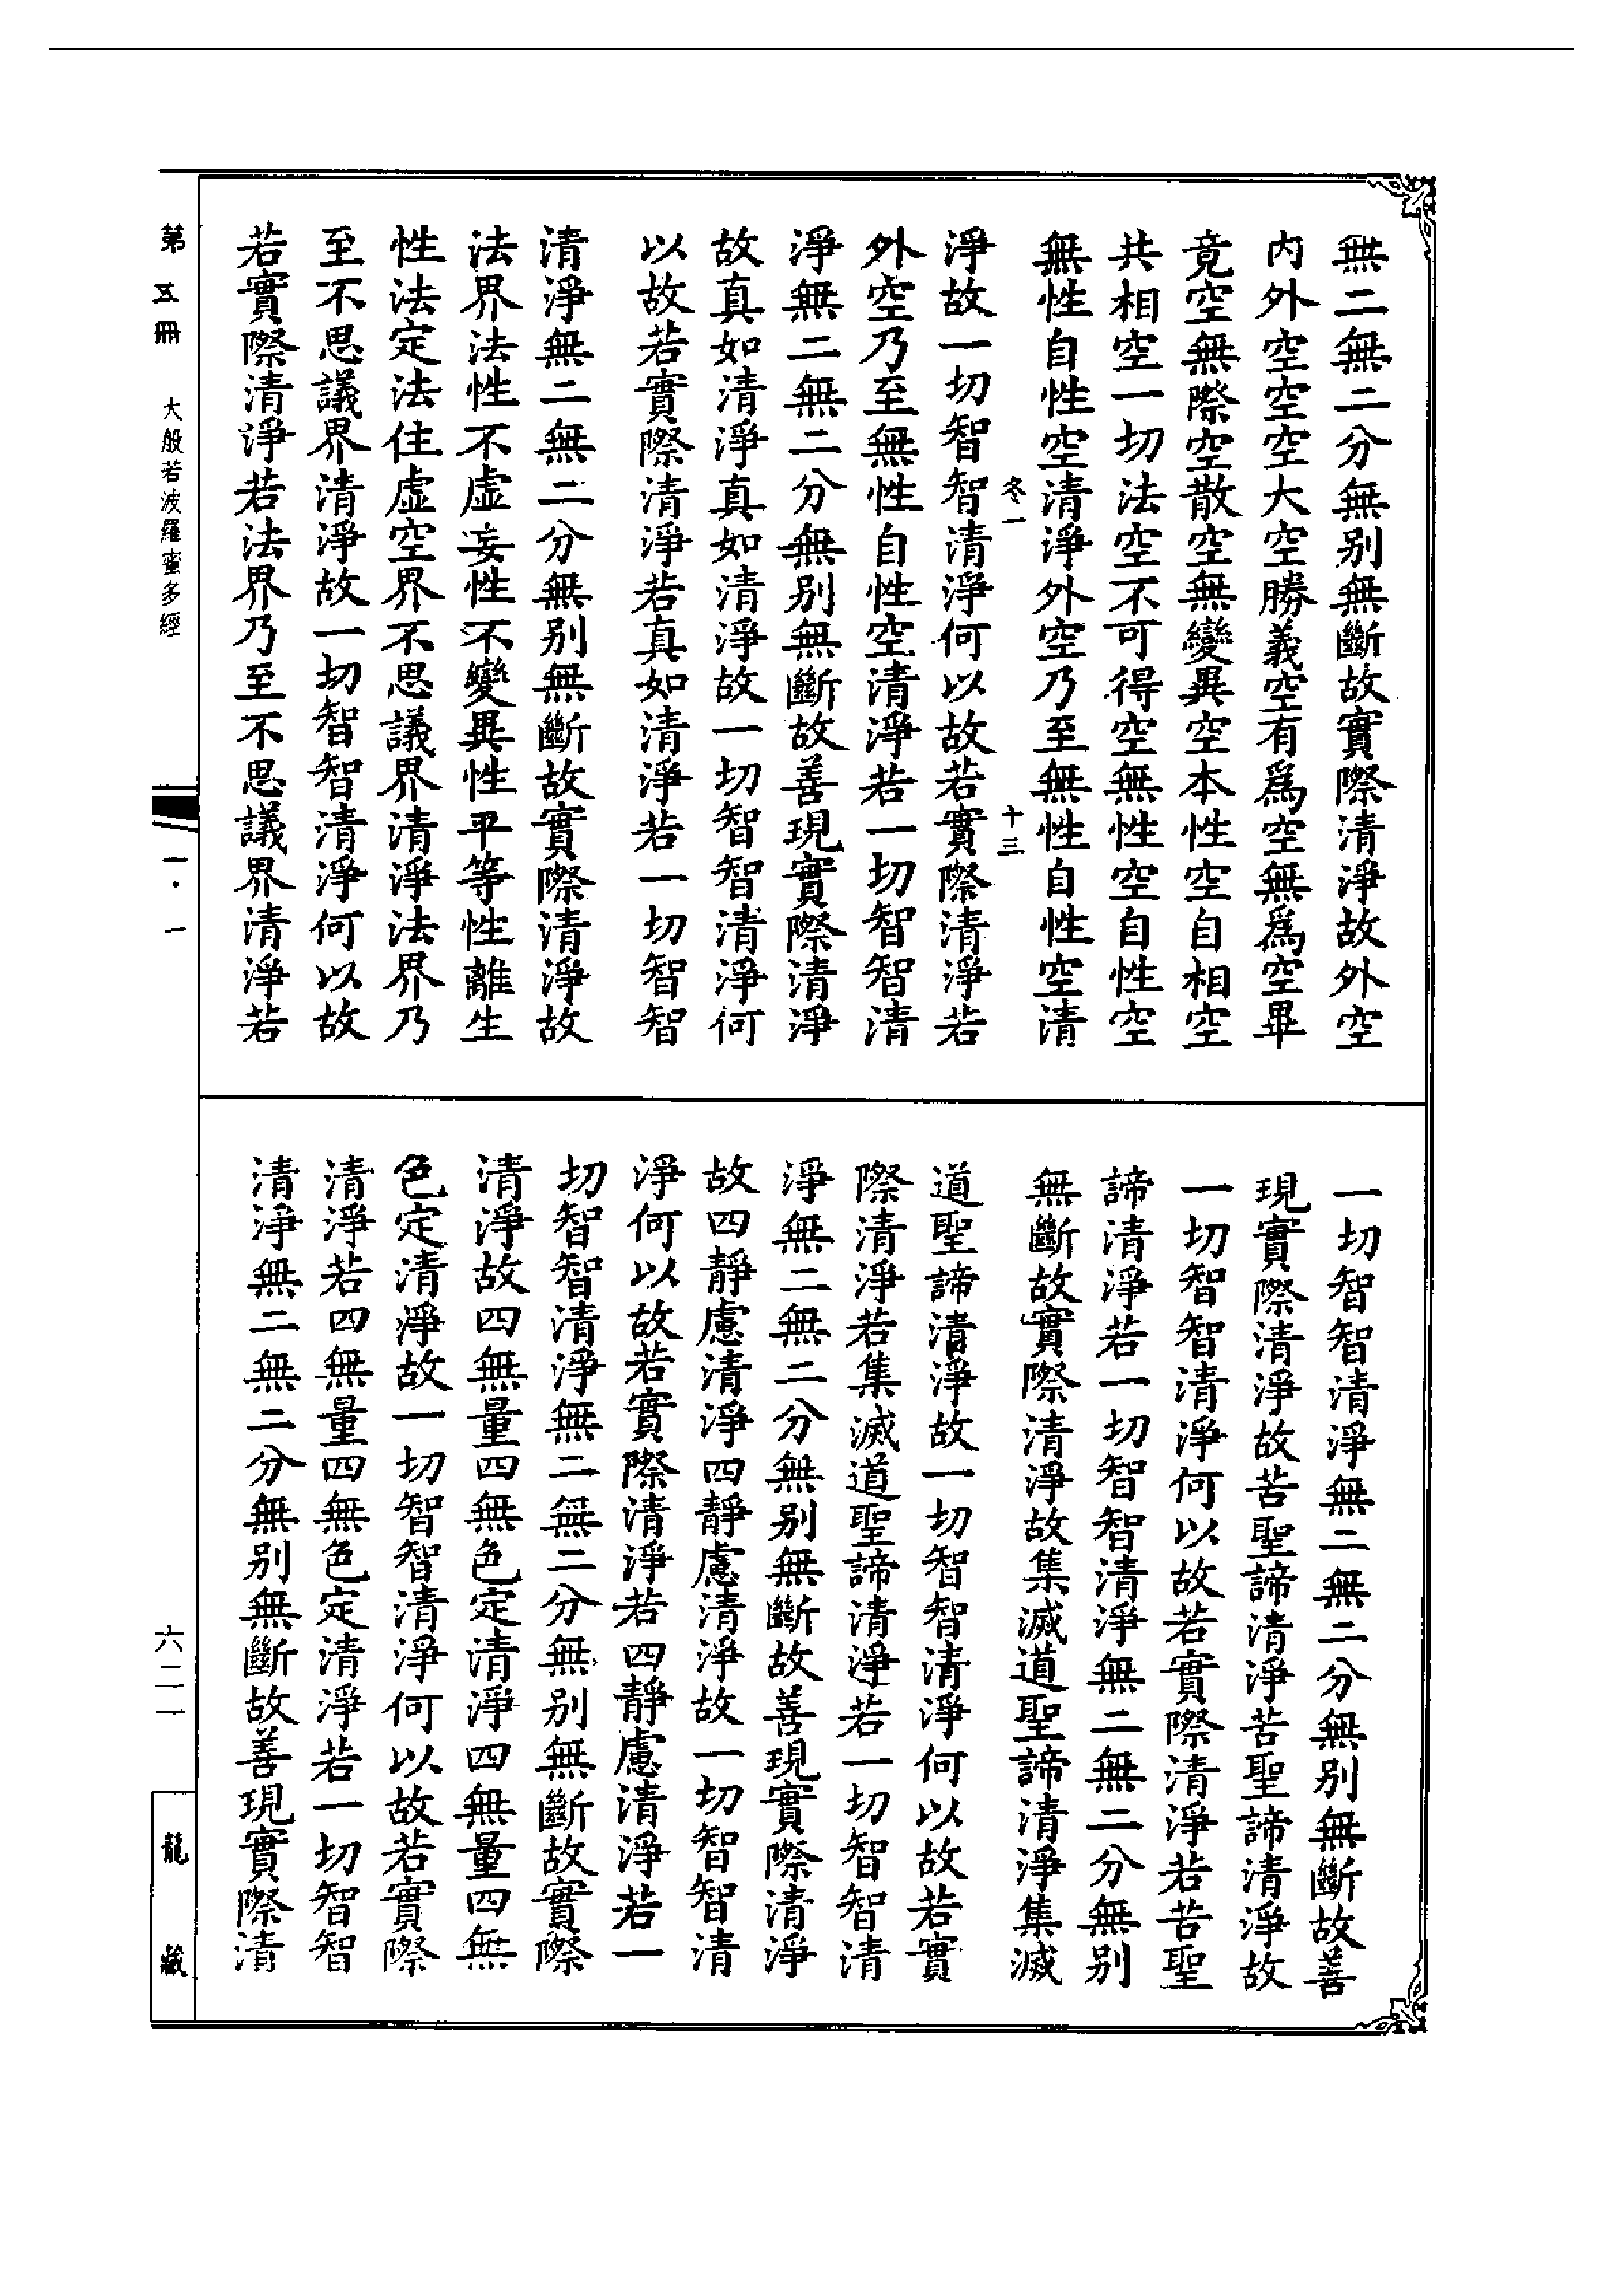 無二無二分無別無斷故實際清淨故外空
内外空空空大空勝義空有爲空無爲空畢
竟空無際空散空無變異空本性空自相空
共相空一切法空不可得空無性空自性空
無性自性空清淨外空乃至無性自性空清
冬一
十三
淨故一切智智清淨何以故若實際清淨若
外空乃至無性自性空清淨若一切智智清
淨無二無二分無別無斷故善現實際清淨
故真如清淨真如清淨故一切智智清淨何
以故若實際清淨若真如清淨若一切智智
清淨無二無二分無別無斷故實際清淨故
法界法性不虛妄性不變異性平等性離生
性法定法住虛空界不思議界清淨法界乃
至不思議界清淨故一切智智清淨何以故
若實際清淨若法界乃至不思議界清淨若
一切智智清淨無二無二分無別無斷故善
現實際清淨故苦聖諦清淨苦聖諦清淨故
一切智智清淨何以故若實際清淨若苦聖
諦清淨若一切智智清淨無二無二分無別
無斷故實際清淨故集滅道聖諦清淨集滅
道聖諦清淨故一切智智清淨何以故若實
際清淨若集滅道聖諦清淨若一切智智清
淨無二無二分無別無斷故善現實際清淨
故四靜慮清淨四靜慮清淨故一切智智清
淨何以故若實際清淨若四靜慮清淨若一
切智智清淨無二無二分無別無斷故實際
清淨故四無量四無色定清淨四無量四無
色定清淨故一切智智清淨何以故若實際
清淨若四無量四無色定清淨若一切智智
清淨無二無二分無別無斷故善現實際清
第五冊
大般若波羅蜜多經
一·一
六二一
龍藏